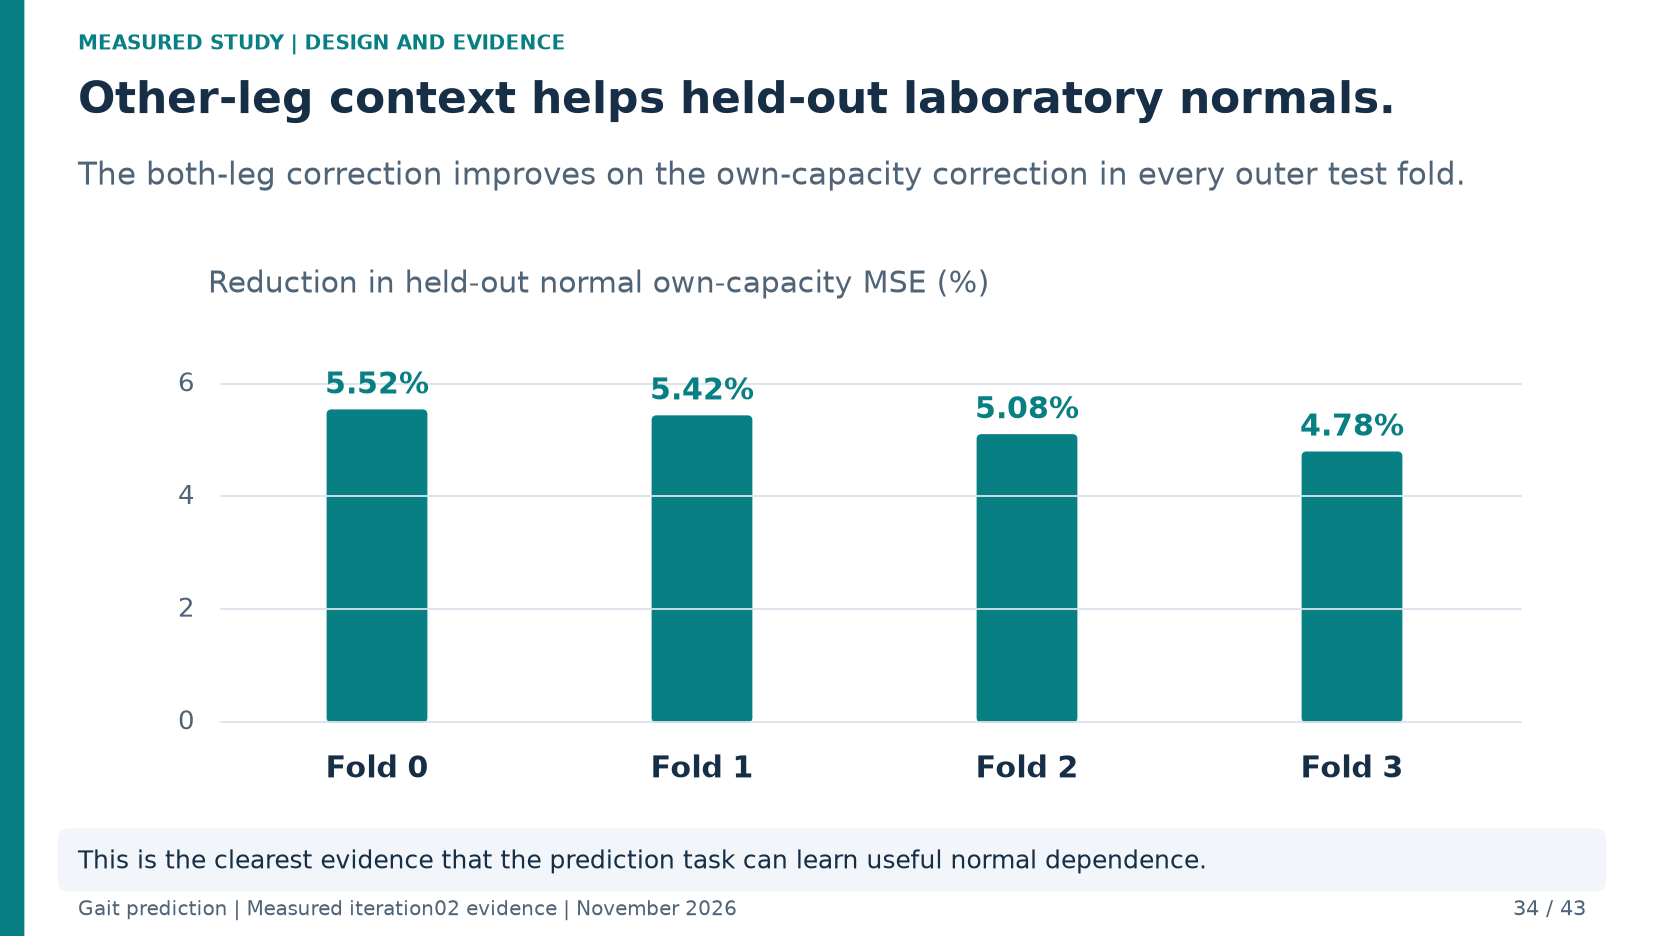 MEASURED STUDY | DESIGN AND EVIDENCE
Other-leg context helps held-out laboratory normals.
The both-leg correction improves on the own-capacity correction in every outer test fold.
Reduction in held-out normal own-capacity MSE (%)
6
5.52%
5.42%
5.08%
4.78%
4
2
0
Fold 0
Fold 1
Fold 2
Fold 3
This is the clearest evidence that the prediction task can learn useful normal dependence.
Gait prediction | Measured iteration02 evidence | November 2026
34 / 43